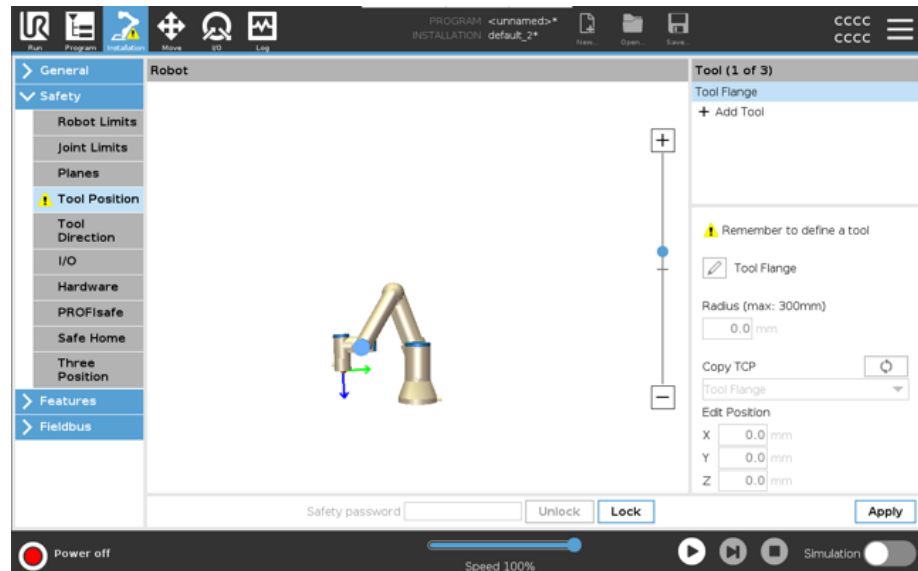 UR
Run
Program
Installation
Move
I/O
Log
PROGRAM <unnamed>*
INSTALLATION default_2*
New...
Open...
Save...
CCCC
CCCC
General
Safety
Robot Limits
Joint Limits
Planes
Tool Position
Tool
Direction
I/O
Hardware
PROFIsafe
Safe Home
Three
Position
Features
Fieldbus
Robot
Tool (1 of 3)
Tool Flange
+ Add Tool
Remember to define a tool
Tool Flange
Radius (max: 300mm)
0.0 mm
Copy TCP
Tool Flange
Edit Position
X 0.0 mm
Y 0.0 mm
Z 0.0 mm
Safety password
Unlock
Lock
Apply
Power off
Speed 100%
Simulation